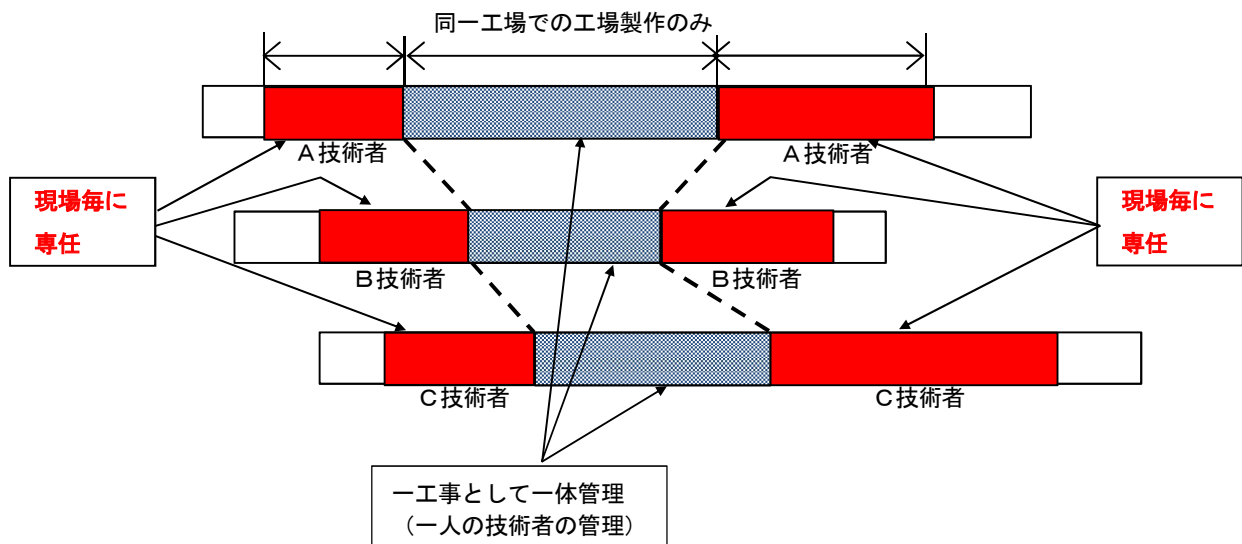 同一工場での工場製作のみ
A技術者
A技術者
現場毎に
専任
現場毎に
専任
B技術者
B技術者
C技術者
C技術者
一工事として一体管理
（一人の技術者の管理）